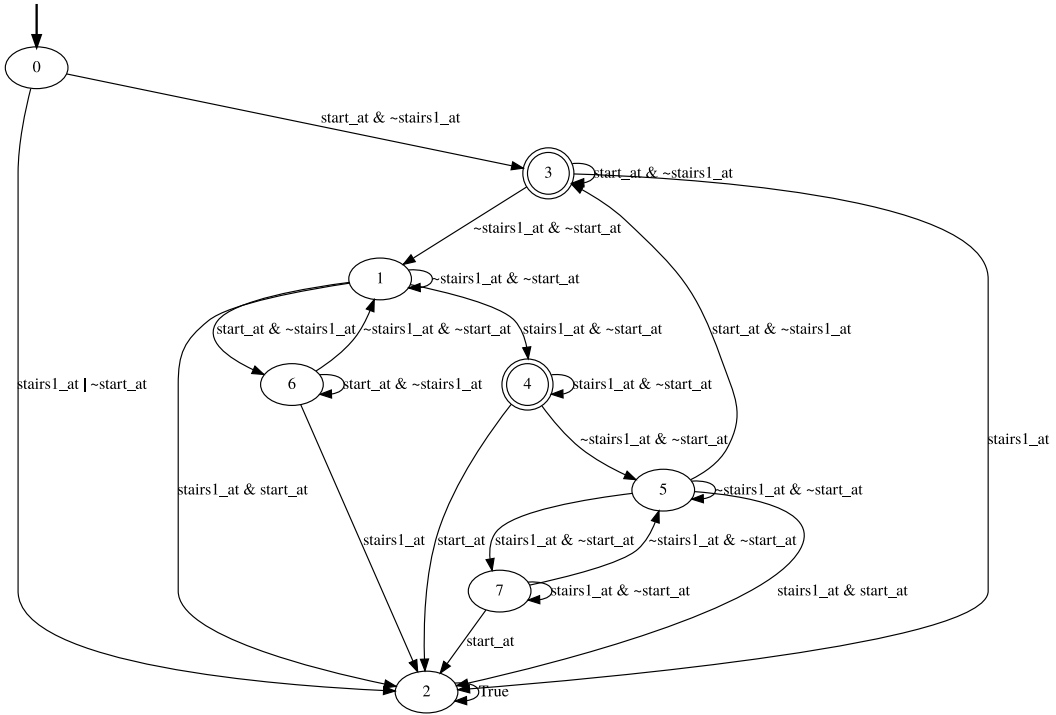 0
start_at & ~stairs1_at
3
start_at & ~stairs1_at
~stairs1_at & ~start_at
1
~stairs1_at & ~start_at
start_at & ~stairs1_at
~stairs1_at & ~start_at
stairs1_at & ~start_at
start_at & ~stairs1_at
6
start_at & ~stairs1_at
4
stairs1_at & ~start_at
stairs1_at | ~start_at
~stairs1_at & ~start_at
stairs1_at
stairs1_at & start_at
5
~stairs1_at & ~start_at
stairs1_at
start_at
stairs1_at & ~start_at
~stairs1_at & ~start_at
7
stairs1_at & ~start_at
stairs1_at & start_at
start_at
2
True